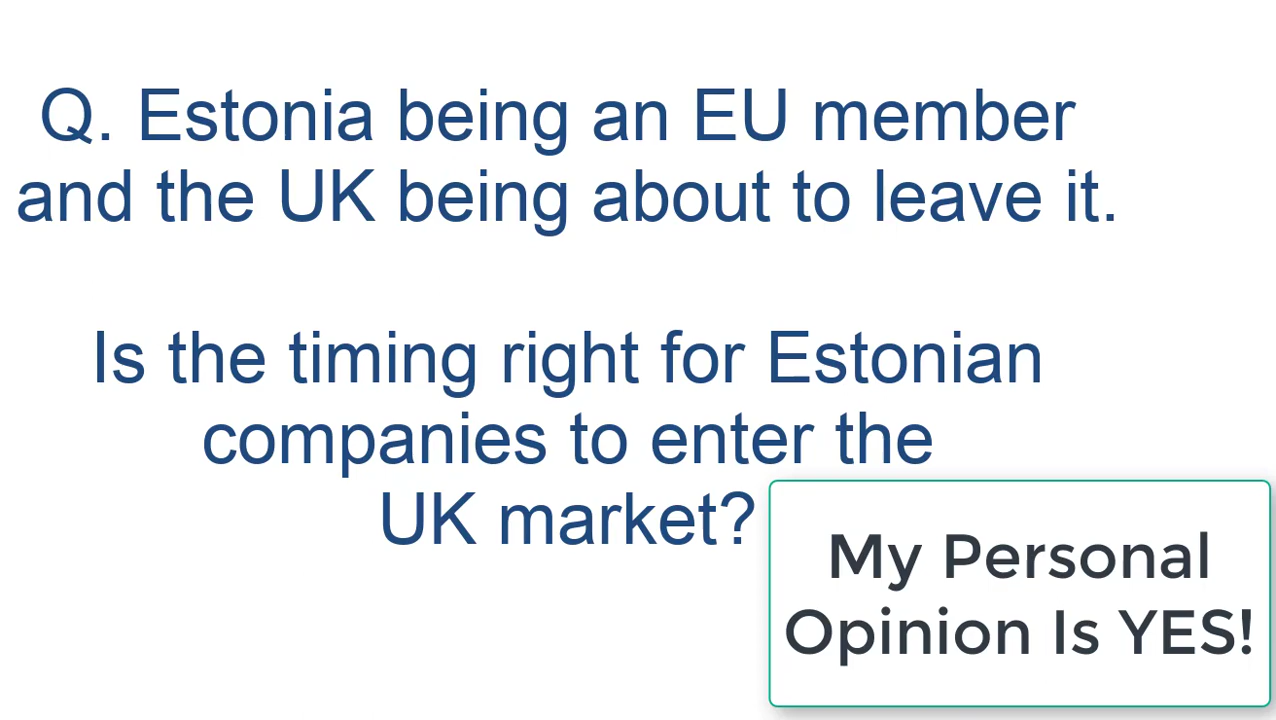 Q. Estonia being an EU member
and the UK being about to leave it.
Is the timing right for Estonian
companies to enter the
UK market?
My Personal
Opinion Is YES!